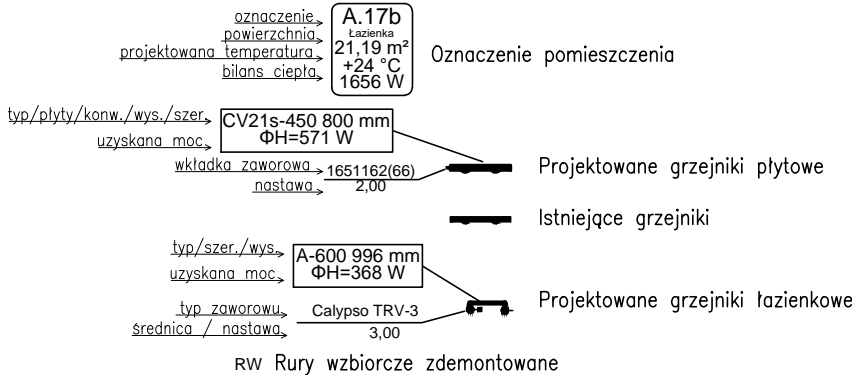 oznaczenie
powierzchnia
projektowana temperatura
bilans ciepła
A.17b
Łazienka
21,19 m²
+24 °C
1656 W
Oznaczenie pomieszczenia
typ/płyty/konw./wys./szer.
uzyskana moc
CV21s-450 800 mm
ΦH=571 W
wkładka zaworowa
nastawa
1651162(66)
2,00
Projektowane grzejniki płytowe
Istniejące grzejniki
typ/szer./wys.
uzyskana moc
A-600 996 mm
ΦH=368 W
typ zaworowu
średnica / nastawa
Calypso TRV-3
3,00
Projektowane grzejniki łazienkowe
RW Rury wzbiorcze zdemontowane